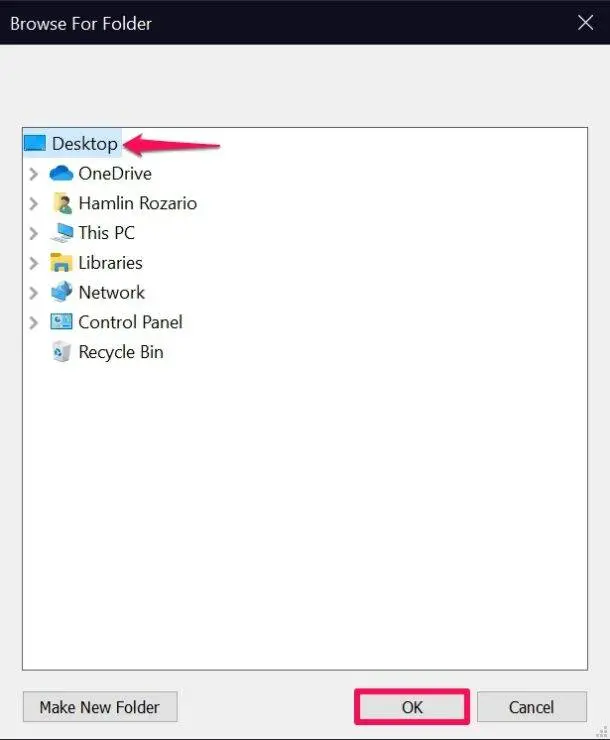 Browse For Folder
Desktop
OneDrive
Hamlin Rozario
This PC
Libraries
Network
Control Panel
Recycle Bin
Make New Folder OK Cancel